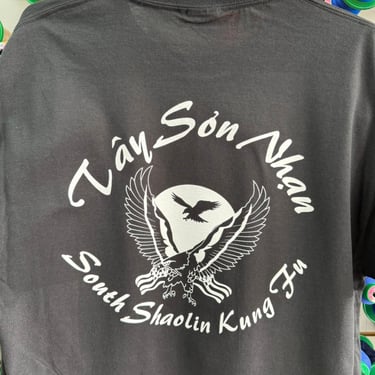 Tây Sơn Nhạn
South Shaolin Kung Fu